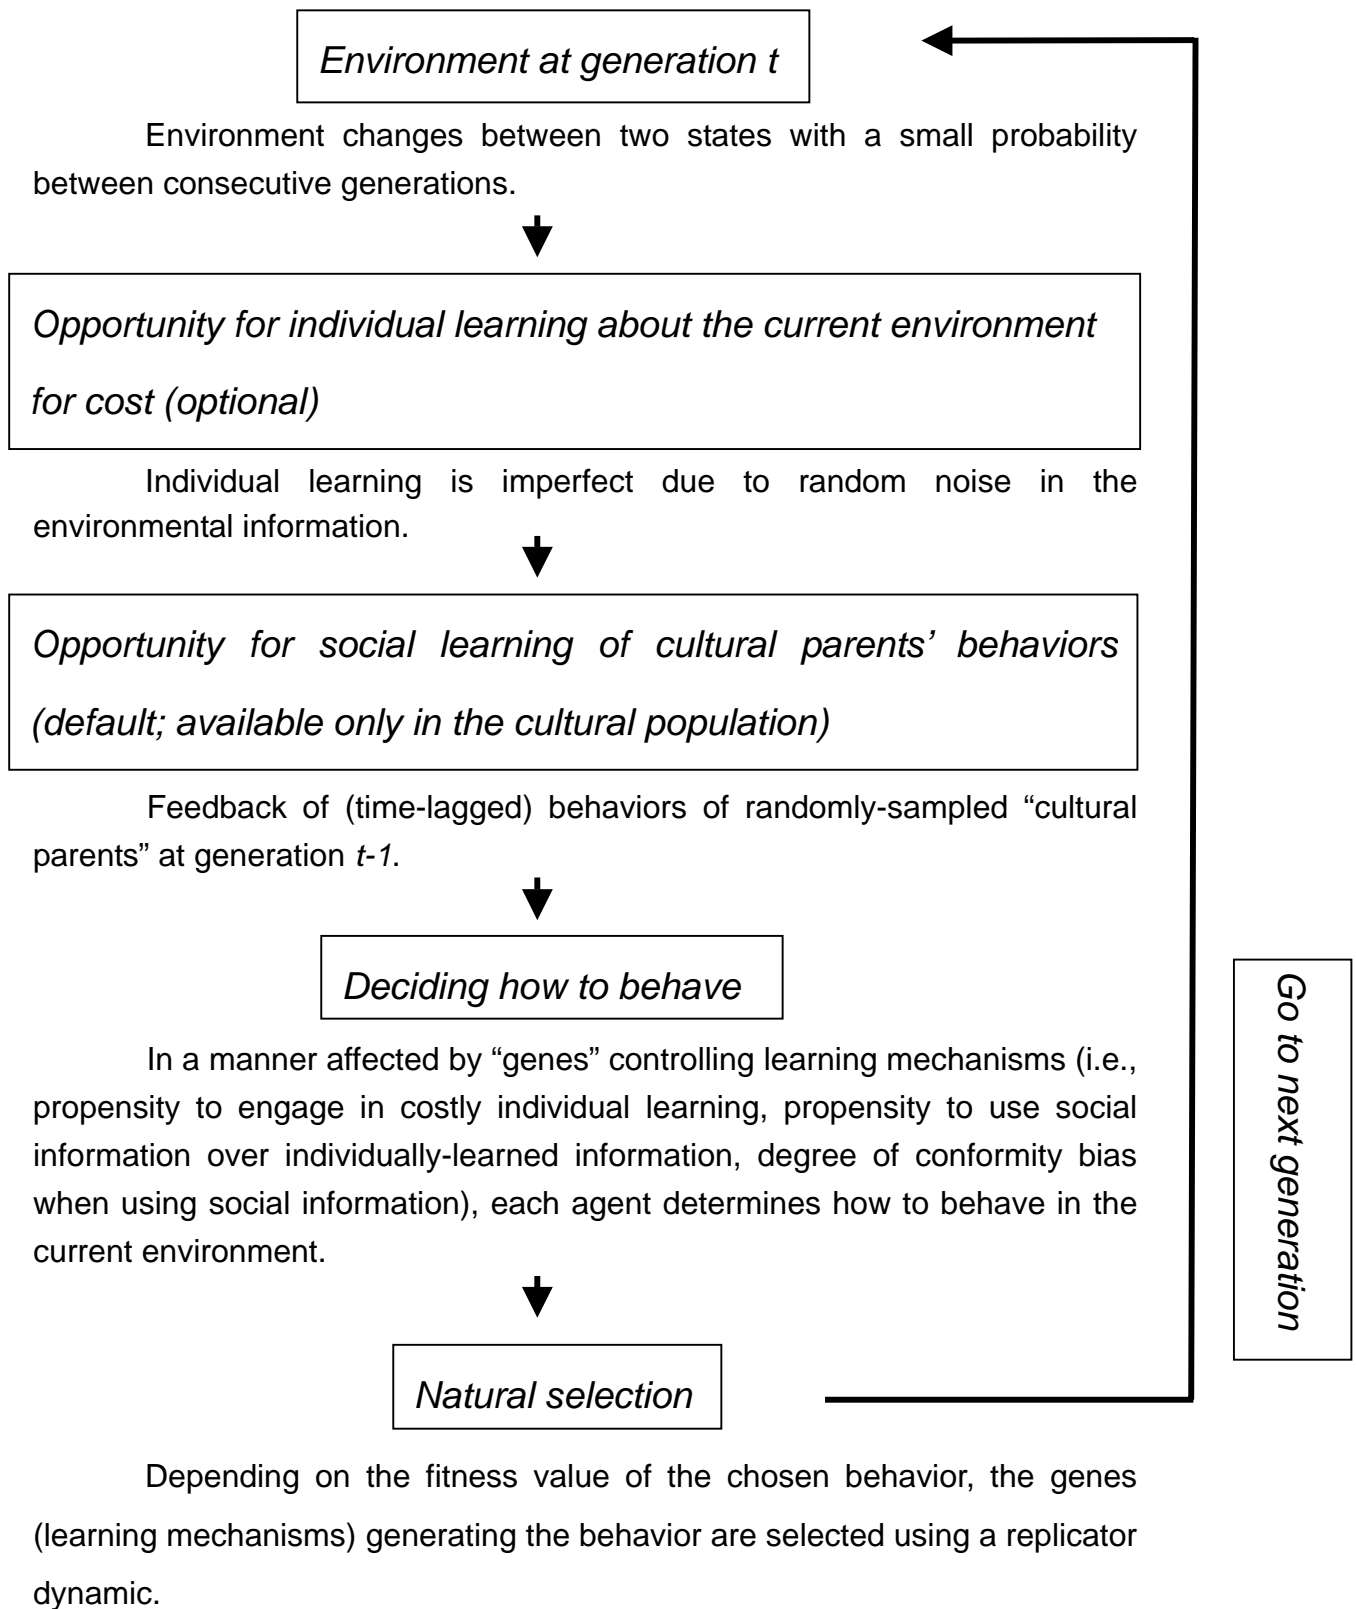 Environment at generation t
Environment changes between two states with a small probability
between consecutive generations.
Opportunity for individual learning about the current environment
for cost (optional)
Individual learning is imperfect due to random noise in the
environmental information.
Opportunity for social learning of cultural parents’ behaviors
(default; available only in the cultural population)
Feedback of (time-lagged) behaviors of randomly-sampled “cultural
parents” at generation t-1.
Deciding how to behave
In a manner affected by “genes” controlling learning mechanisms (i.e.,
propensity to engage in costly individual learning, propensity to use social
information over individually-learned information, degree of conformity bias
when using social information), each agent determines how to behave in the
current environment.
Natural selection
Depending on the fitness value of the chosen behavior, the genes
(learning mechanisms) generating the behavior are selected using a replicator
dynamic.
Go to next generation